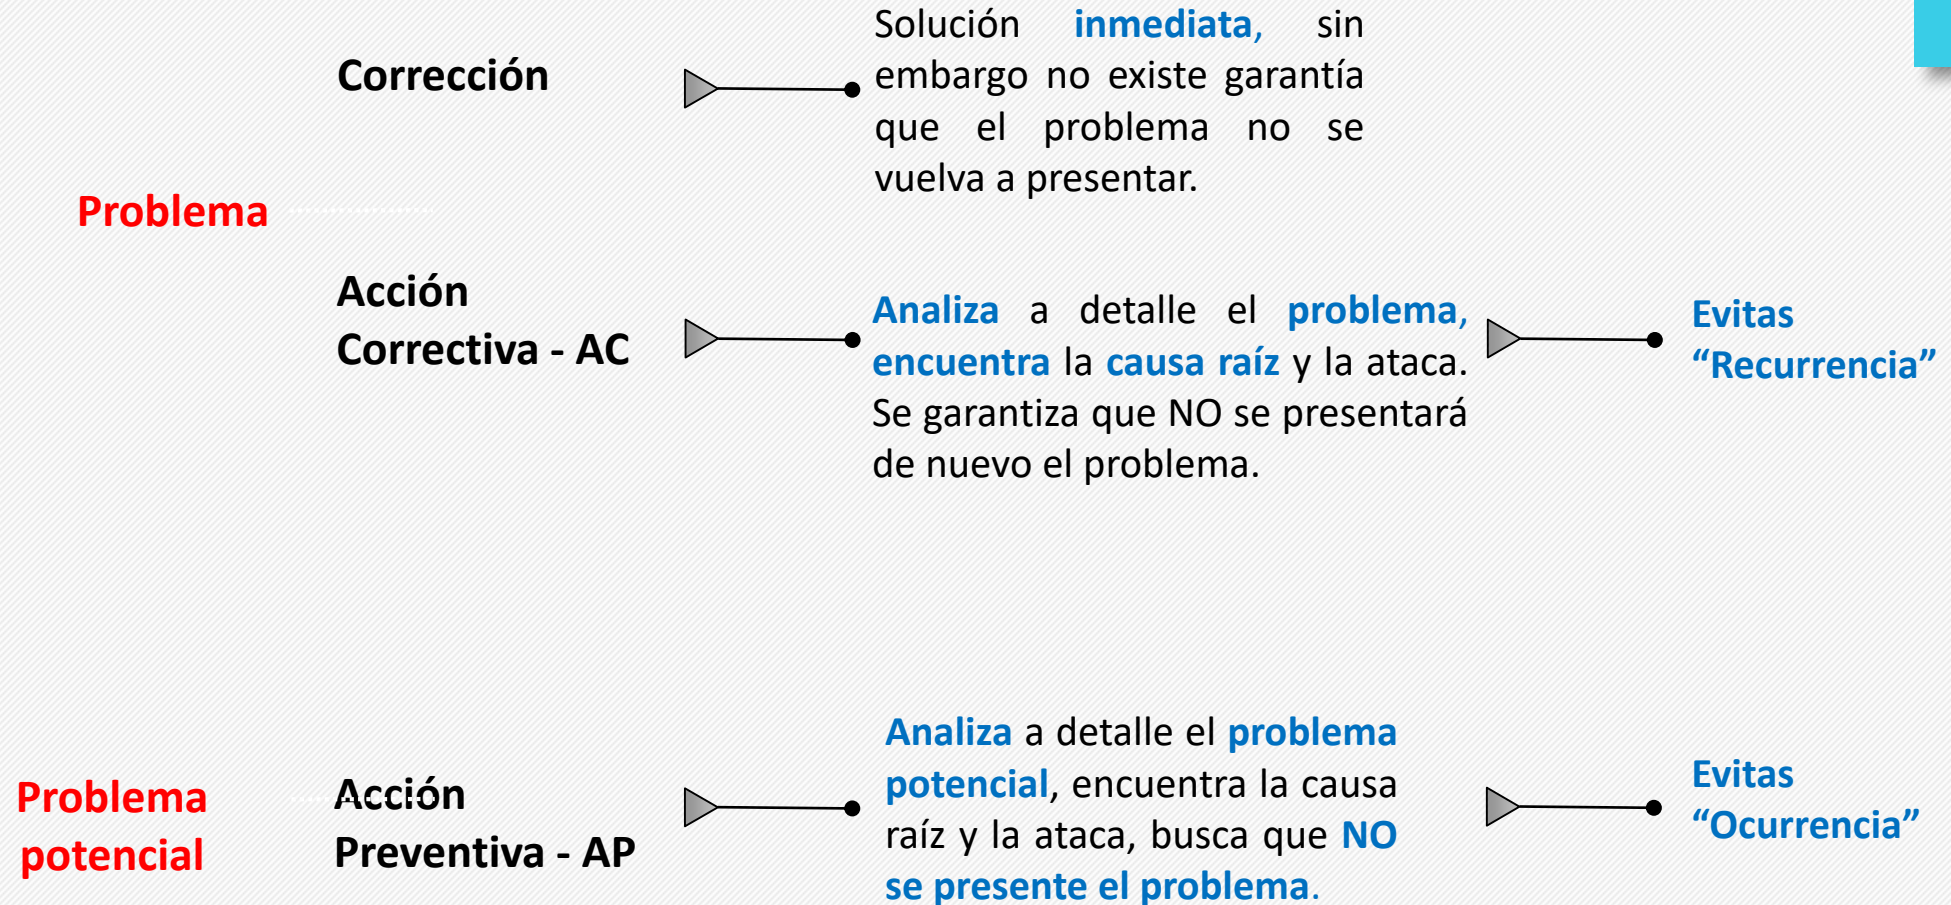 Corrección
Solución inmediata, sin
embargo no existe garantía
que el problema no se
vuelva a presentar.
Problema
Acción
Correctiva - AC
Analiza a detalle el problema,
encuentra la causa raíz y la ataca.
Se garantiza que NO se presentará
de nuevo el problema.
Evitas
“Recurrencia”
Problema
potencial
Acción
Preventiva - AP
Analiza a detalle el problema
potencial, encuentra la causa
raíz y la ataca, busca que NO
se presente el problema.
Evitas
“Ocurrencia”